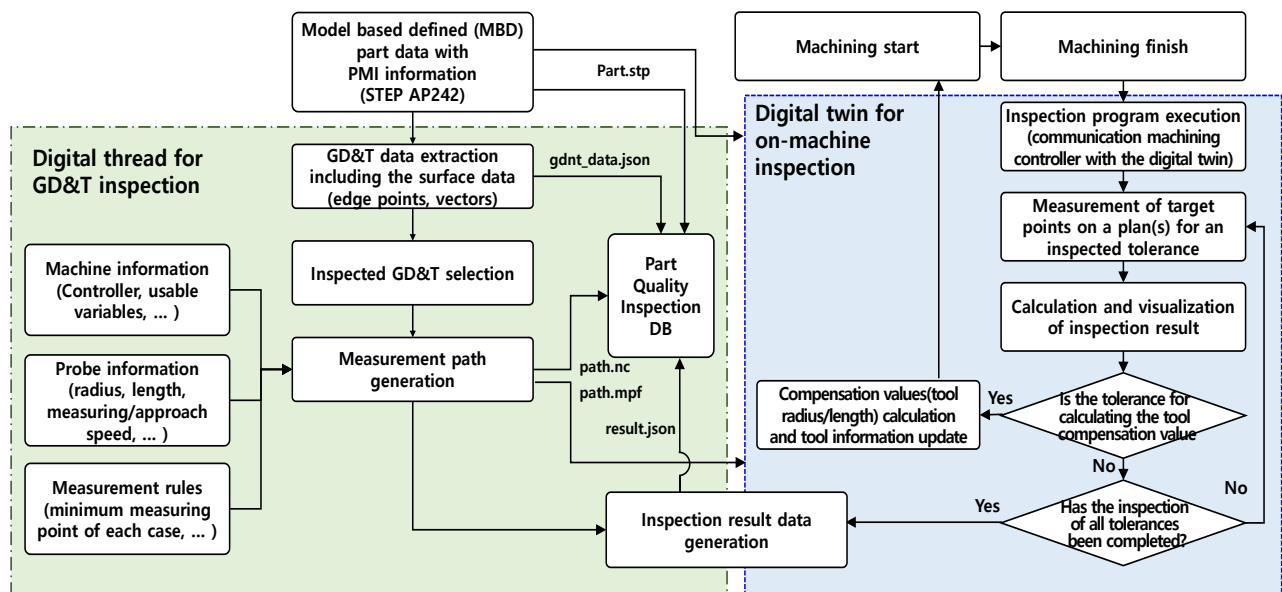 Model based defined (MBD)
part data with
PMI information
(STEP AP242)
Part.stp
Machining start
Machining finish
Digital thread for
GD&T inspection
GD&T data extraction
including the surface data
(edge points, vectors)
gdnt_data.json
Inspected GD&T selection
Machine information
(Controller, usable
variables, ... )
Probe information
(radius, length,
measuring/approach
speed, ... )
Measurement rules
(minimum measuring
point of each case, ... )
Measurement path
generation
path.nc
path.mpf
Part
Quality
Inspection
DB
result.json
Inspection result data
generation
Digital twin for
on-machine
inspection
Inspection program execution
(communication machining
controller with the digital twin)
Measurement of target
points on a plan(s) for an
inspected tolerance
Calculation and visualization
of inspection result
Is the tolerance for
calculating the tool
compensation value
Yes
Compensation values(tool
radius/length) calculation
and tool information update
No
Has the inspection
of all tolerances
been completed?
Yes
No